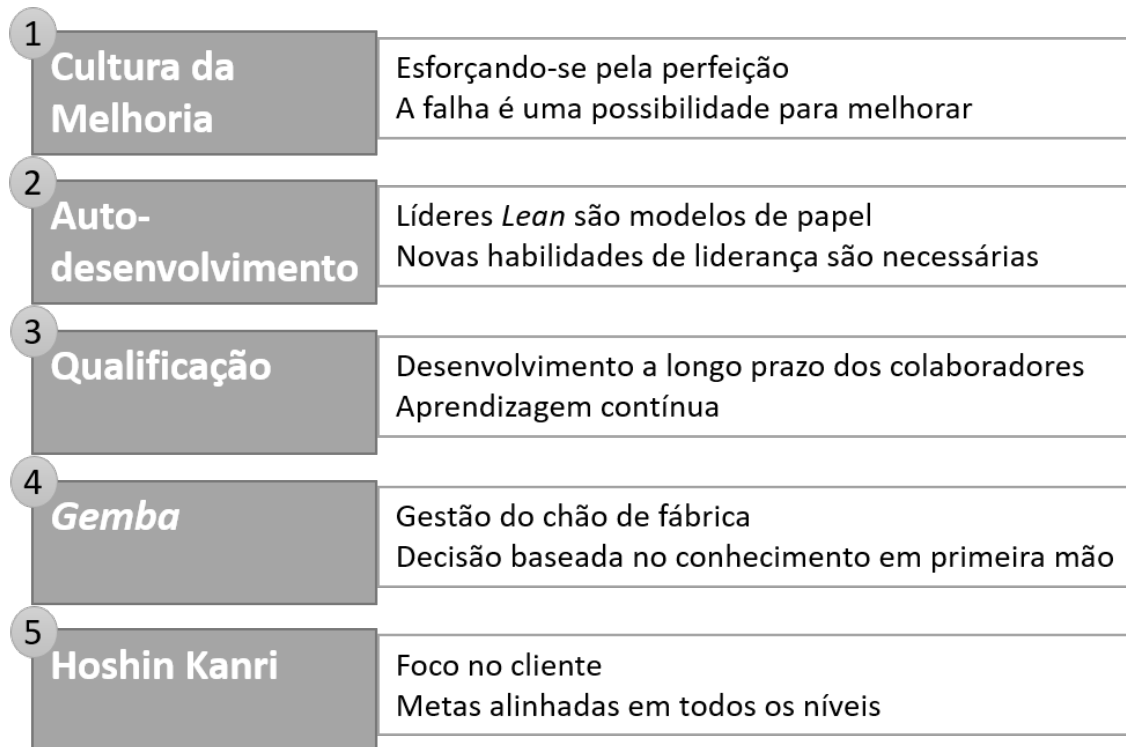 1
Cultura da
Melhoria
Esforçando-se pela perfeição
A falha é uma possibilidade para melhorar
2
Auto-
desenvolvimento
Líderes Lean são modelos de papel
Novas habilidades de liderança são necessárias
3
Qualificação
Desenvolvimento a longo prazo dos colaboradores
Aprendizagem contínua
4
Gemba
Gestão do chão de fábrica
Decisão baseada no conhecimento em primeira mão
5
Hoshin Kanri
Foco no cliente
Metas alinhadas em todos os níveis